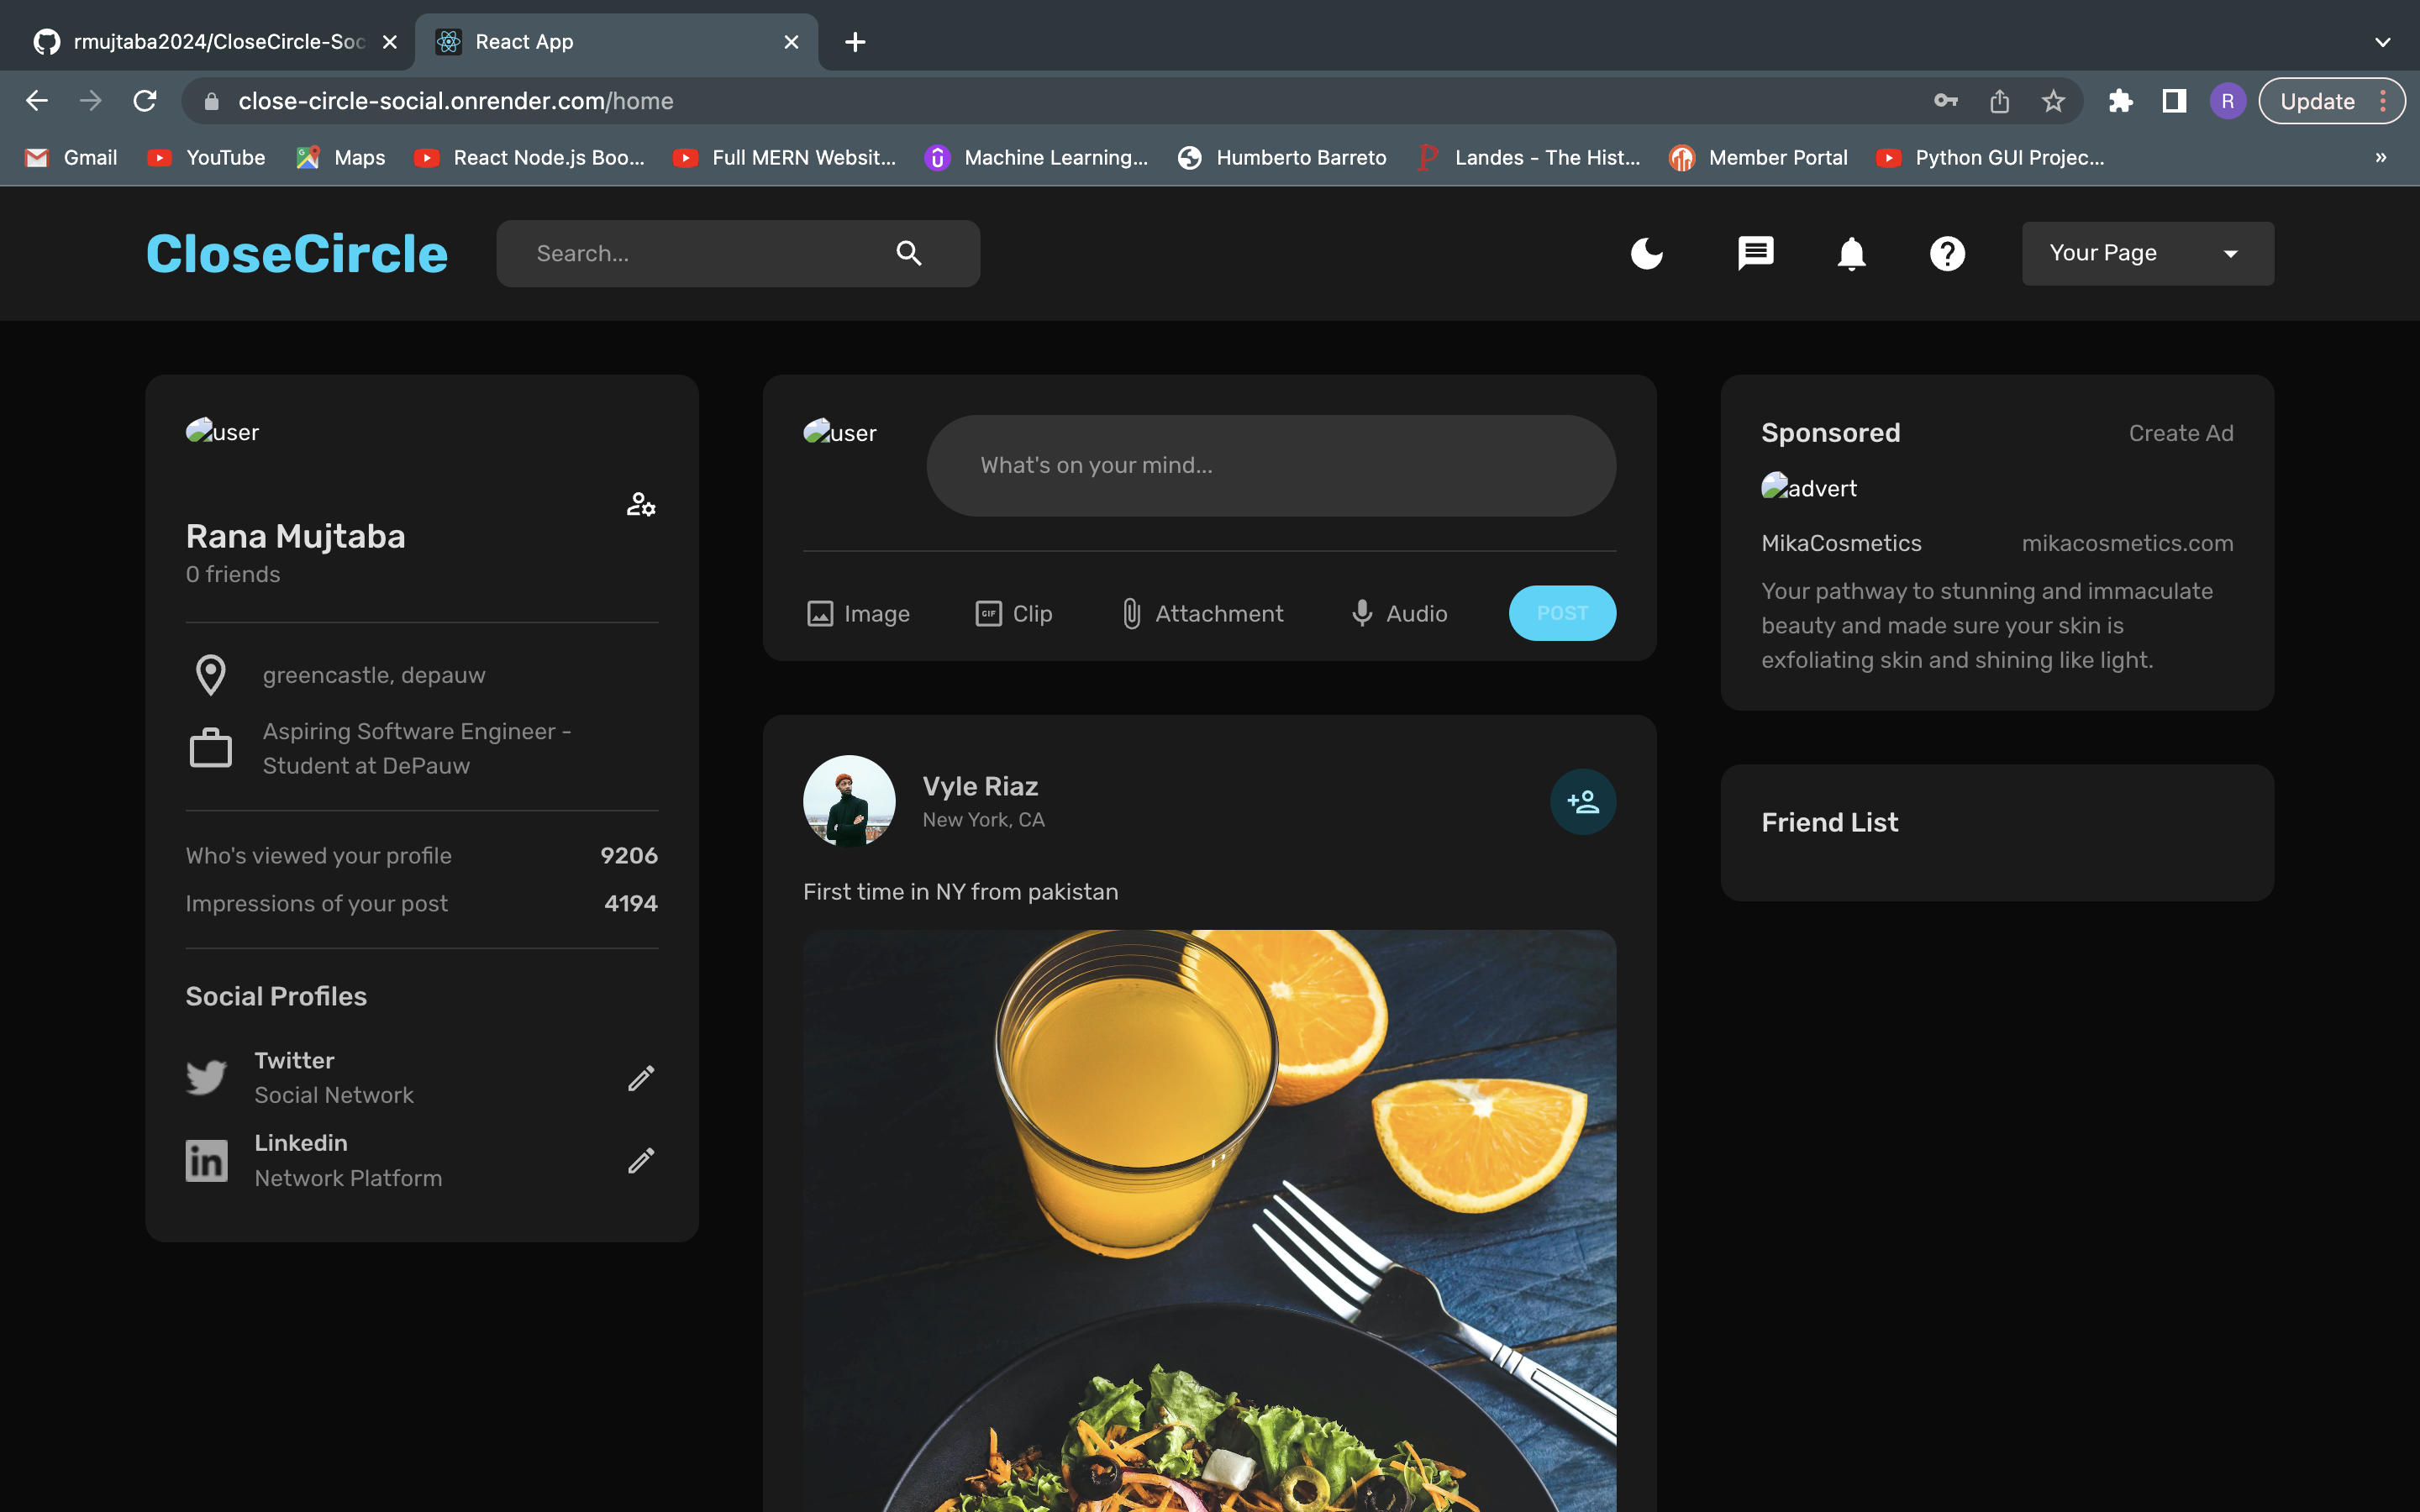 rmujtaba2024/CloseCircle-Soc
React App
close-circle-social.onrender.com/home
R
Update
Gmail
YouTube
Maps
React Node.js Boo...
Full MERN Websit...
Machine Learning...
Humberto Barreto
Landes - The Hist...
Member Portal
Python GUI Projec...
»
CloseCircle
Search...
Your Page
user
Rana Mujtaba
0 friends
greencastle, depauw
Aspiring Software Engineer -
Student at DePauw
Who's viewed your profile 9206
Impressions of your post 4194
Social Profiles
Twitter
Social Network
Linkedin
Network Platform
user
What's on your mind...
Image
GIF Clip
Attachment
Audio
POST
Vyle Riaz
New York, CA
First time in NY from pakistan
Sponsored
Create Ad
advert
MikaCosmetics
mikacosmetics.com
Your pathway to stunning and immaculate
beauty and made sure your skin is
exfoliating skin and shining like light.
Friend List